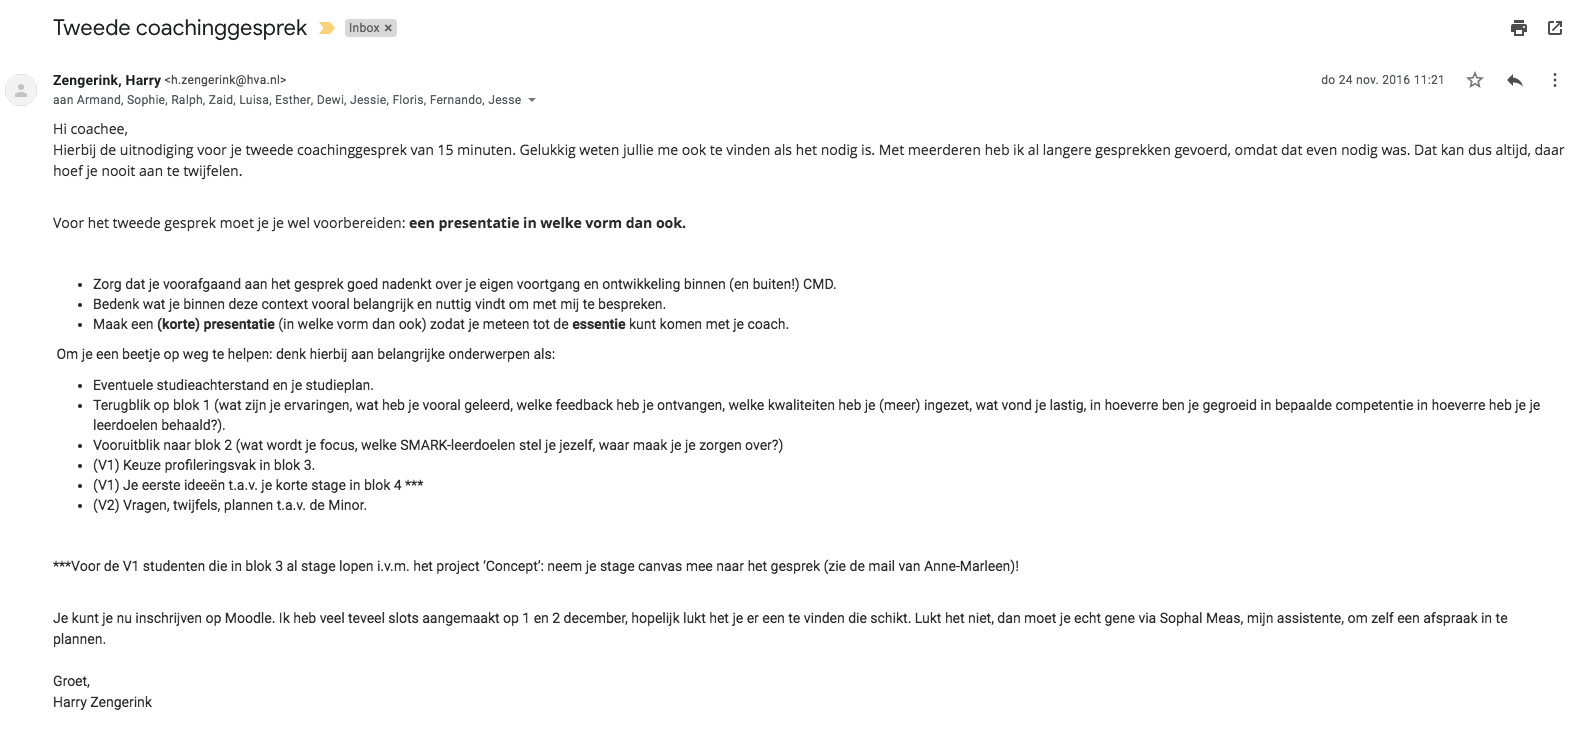 Tweede coachinggesprek
Inbox ×
Zengerink, Harry <h.zengerink@hva.nl>
do 24 nov. 2016 11:21
aan Armand, Sophie, Ralph, Zaid, Luisa, Esther, Dewi, Jessie, Floris, Fernando, Jesse
Hi coachee,
Hierbij de uitnodiging voor je tweede coachinggesprek van 15 minuten. Gelukkig weten jullie me ook te vinden als het nodig is. Met meerderen heb ik al langere gesprekken gevoerd, omdat dat even nodig was. Dat kan dus altijd, daar
hoef je nooit aan te twijfelen.
Voor het tweede gesprek moet je je wel voorbereiden: een presentatie in welke vorm dan ook.
• Zorg dat je voorafgaand aan het gesprek goed nadenkt over je eigen voortgang en ontwikkeling binnen (en buiten!) CMD.
• Bedenk wat je binnen deze context vooral belangrijk en nuttig vindt om met mij te bespreken.
• Maak een (korte) presentatie (in welke vorm dan ook) zodat je meteen tot de essentie kunt komen met je coach.
Om je een beetje op weg te helpen: denk hierbij aan belangrijke onderwerpen als:
• Eventuele studieachterstand en je studieplan.
• Terugblik op blok 1 (wat zijn je ervaringen, wat heb je vooral geleerd, welke feedback heb je ontvangen, welke kwaliteiten heb je (meer) ingezet, wat vond je lastig, in hoeverre ben je gegroeid in bepaalde competentie in hoeverre heb je je
leerdoelen behaald?).
• Vooruitblik naar blok 2 (wat wordt je focus, welke SMARK-leerdoelen stel je jezelf, waar maak je je zorgen over?)
• (V1) Keuze profileringsvak in blok 3.
• (V1) Je eerste ideeën t.a.v. je korte stage in blok 4 ***
• (V2) Vragen, twijfels, plannen t.a.v. de Minor.
***Voor de V1 studenten die in blok 3 al stage lopen i.v.m. het project ‘Concept’: neem je stage canvas mee naar het gesprek (zie de mail van Anne-Marleen)!
Je kunt je nu inschrijven op Moodle. Ik heb veel teveel slots aangemaakt op 1 en 2 december, hopelijk lukt het je er een te vinden die schikt. Lukt het niet, dan moet je echt gene via Sophal Meas, mijn assistente, om zelf een afspraak in te
plannen.
Groet,
Harry Zengerink